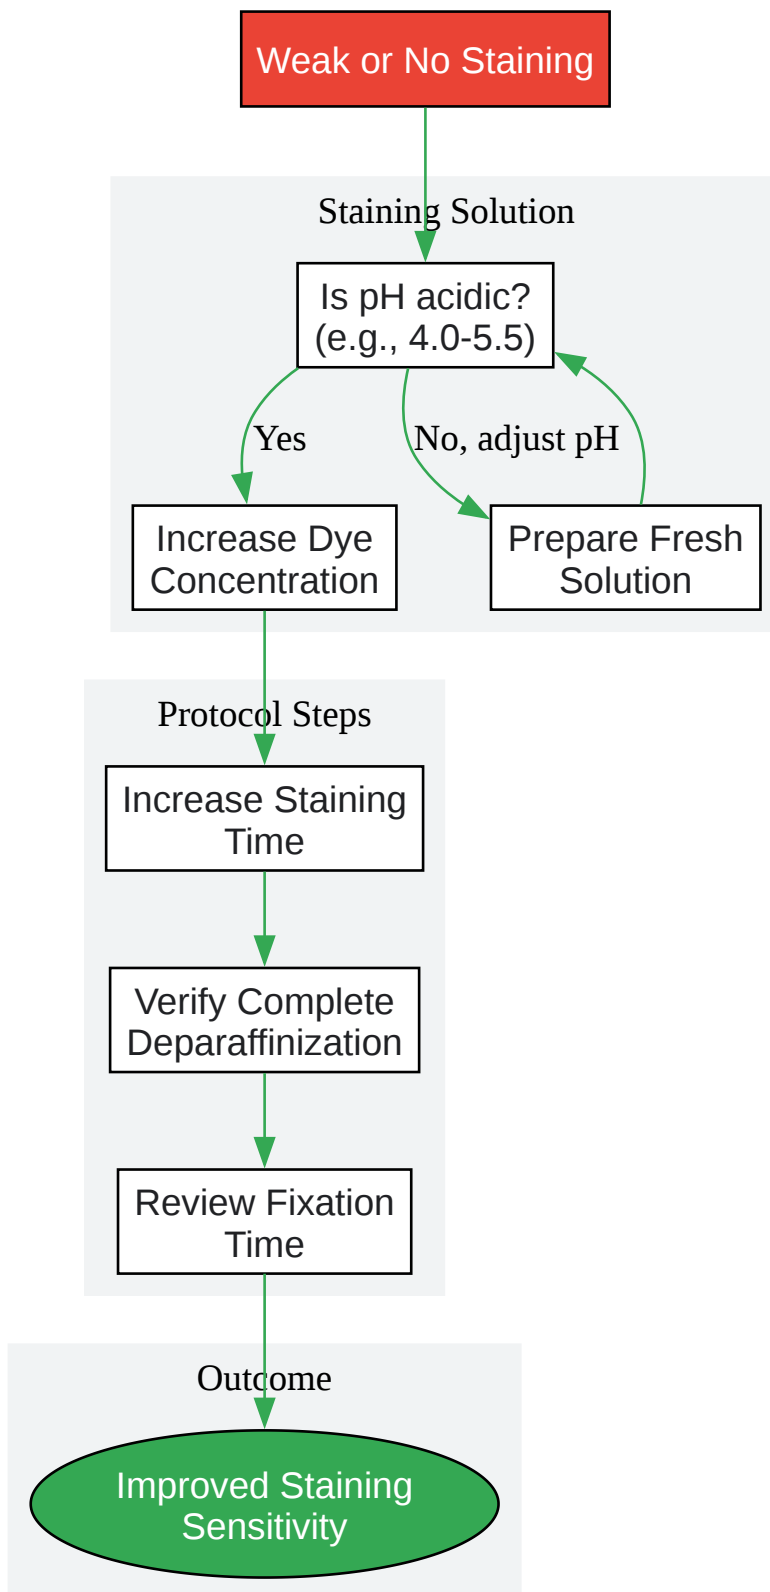 Weak or No Staining
Staining Solution
Is pH acidic?
(e.g., 4.0-5.5)
Yes
No, adjust pH
Increase Dye
Concentration
Prepare Fresh
Solution
Protocol Steps
Increase Staining
Time
Verify Complete
Deparaffinization
Review Fixation
Time
Outcome
Improved Staining
Sensitivity